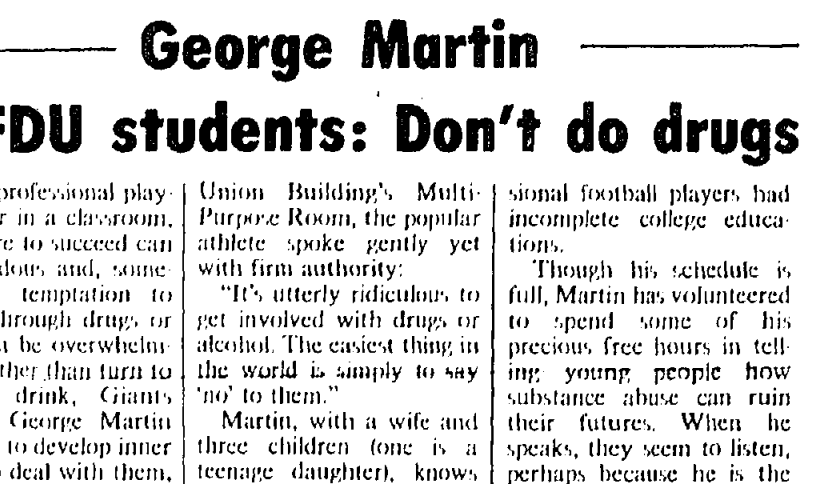 George Martin
FDU students: Don't do drugs
professional play-
r in a classroom,
re to succeed can
dous and, some-
temptation to
hrough drugs or
n be overwhelm-
ther than turn to
drink, Giants
George Martin
to develop inner
o deal with them,
Union Building's Multi-
Purpose Room, the popular
athlete spoke gently yet
with firm authority:
"It's utterly ridiculous to
get involved with drugs or
alcohol. The easiest thing in
the world is simply to say
'no' to them."
Martin, with a wife and
three children (one is a
teenage daughter), knows
sional football players had
incomplete college educa-
tions.
Though his schedule is
full, Martin has volunteered
to spend some of his
precious free hours in tell-
ing young people how
substance abuse can ruin
their futures. When he
speaks, they seem to listen,
perhaps because he is the